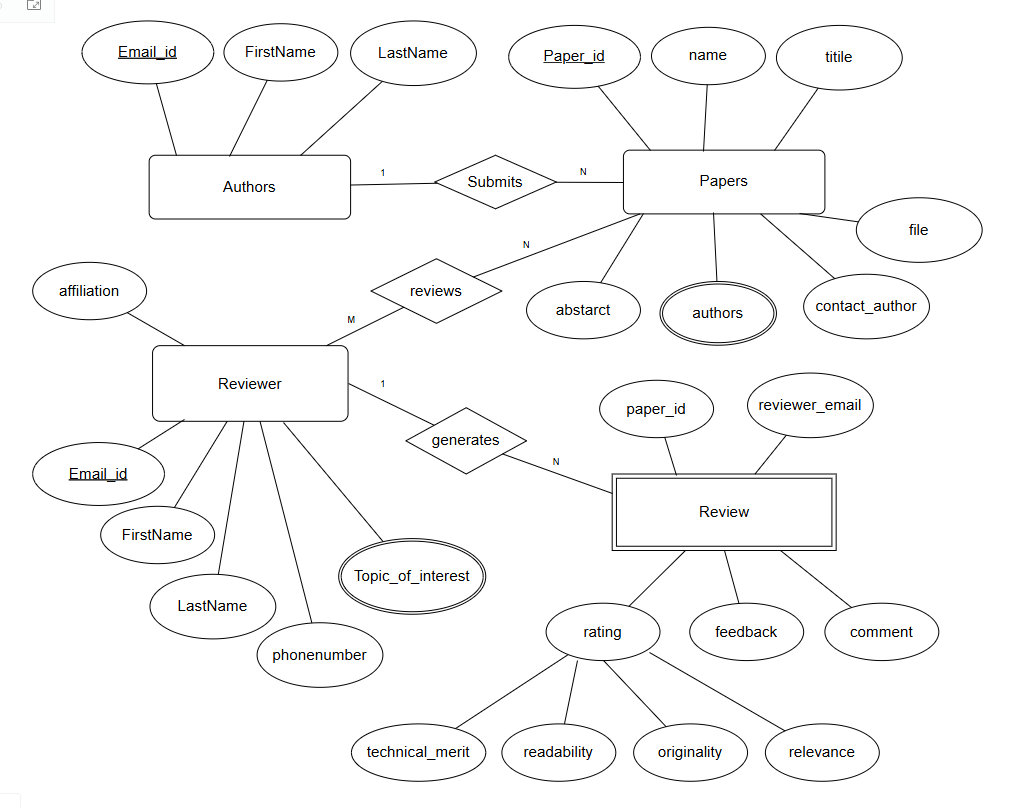 Email_id
FirstName
LastName
Paper_id
name
titile
Authors
1
Submits
N
Papers
file
N
affiliation
reviews
abstarct
authors
contact_author
M
Reviewer
1
paper_id
reviewer_email
generates
N
Email_id
Review
FirstName
Topic_of_interest
LastName
rating
feedback
comment
phonenumber
technical_merit
readability
originality
relevance